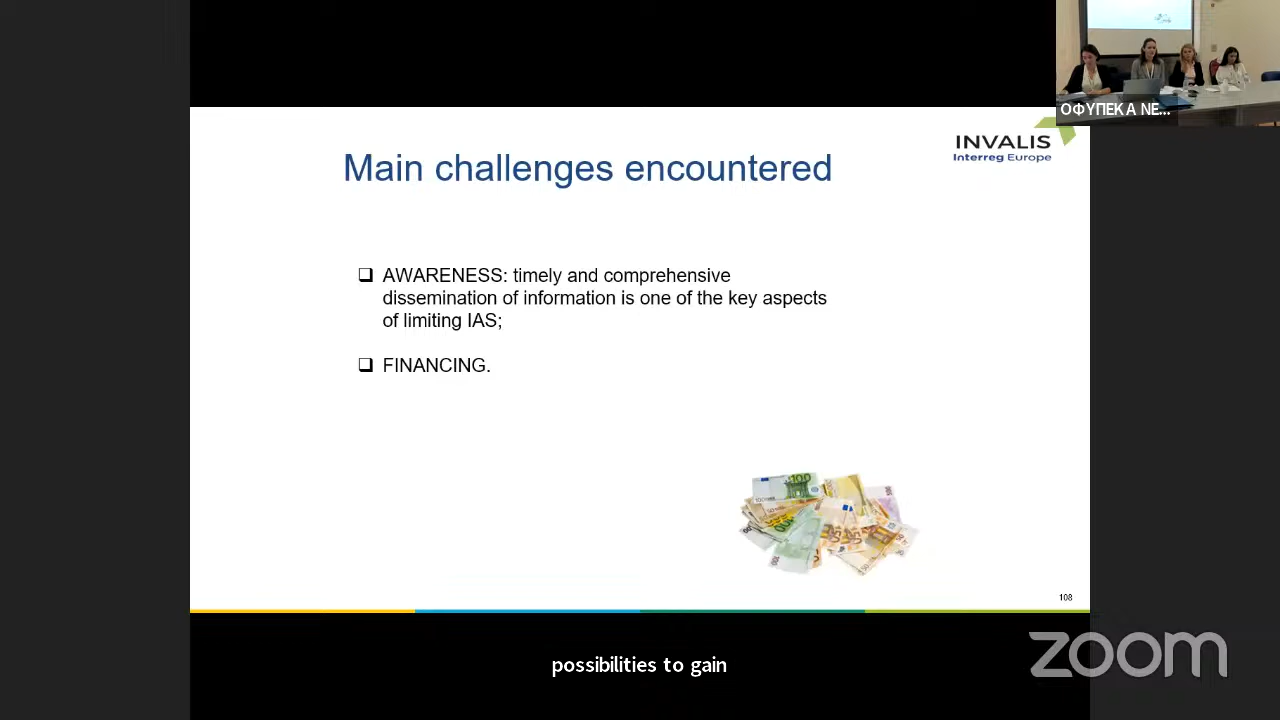 ΟΦΥΠΕΚΑ ΝΕ...
INVALIS
Interreg Europe
Main challenges encountered
❑ AWARENESS: timely and comprehensive
dissemination of information is one of the key aspects
of limiting IAS;
❑ FINANCING.
108
possibilities to gain
zoom